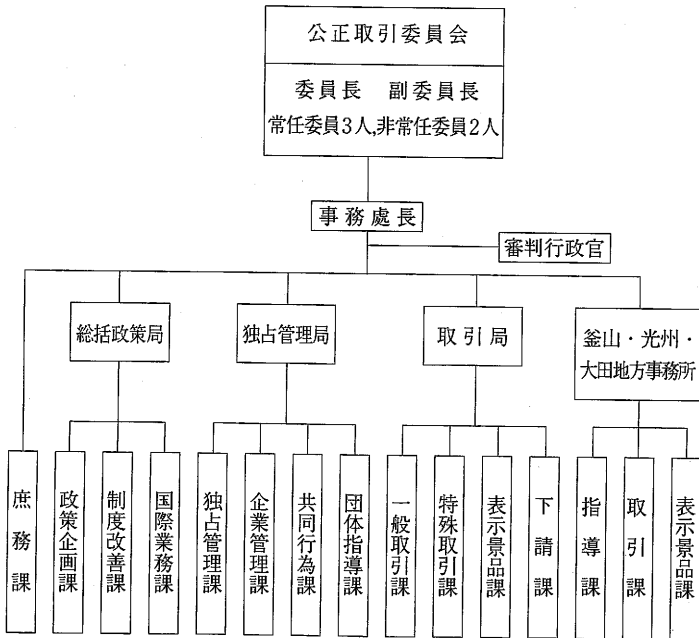 公正取引委員会
委員長 副委員長
常任委員3人,非常任委員2人
事務處長
審判行政官
総括政策局
独占管理局
取引局
釜山・光州・
大田地方事務所
庶務課
政策企画課
制度改善課
国際業務課
独占管理課
企業管理課
共同行為課
団体指導課
一般取引課
特殊取引課
表示景品課
下請課
指導課
取引課
表示景品課